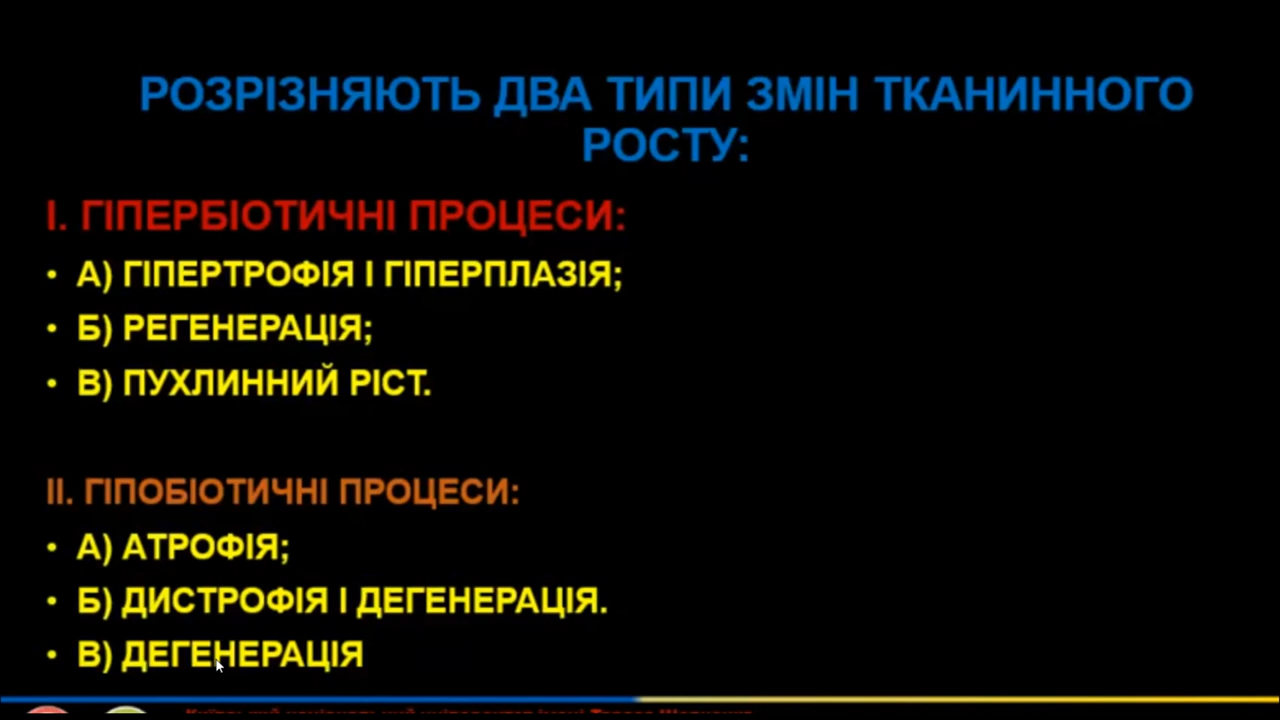 РОЗРІЗНЯЮТЬ ДВА ТИПИ ЗМІН ТКАНИННОГО
РОСТУ:
І. ГІПЕРБІОТИЧНІ ПРОЦЕСИ:
• А) ГІПЕРТРОФІЯ І ГІПЕРПЛАЗІЯ;
• Б) РЕГЕНЕРАЦІЯ;
• В) ПУХЛИННИЙ РІСТ.
ІІ. ГІПОБІОТИЧНІ ПРОЦЕСИ:
• А) АТРОФІЯ;
• Б) ДИСТРОФІЯ І ДЕГЕНЕРАЦІЯ.
• В) ДЕГЕНЕРАЦІЯ